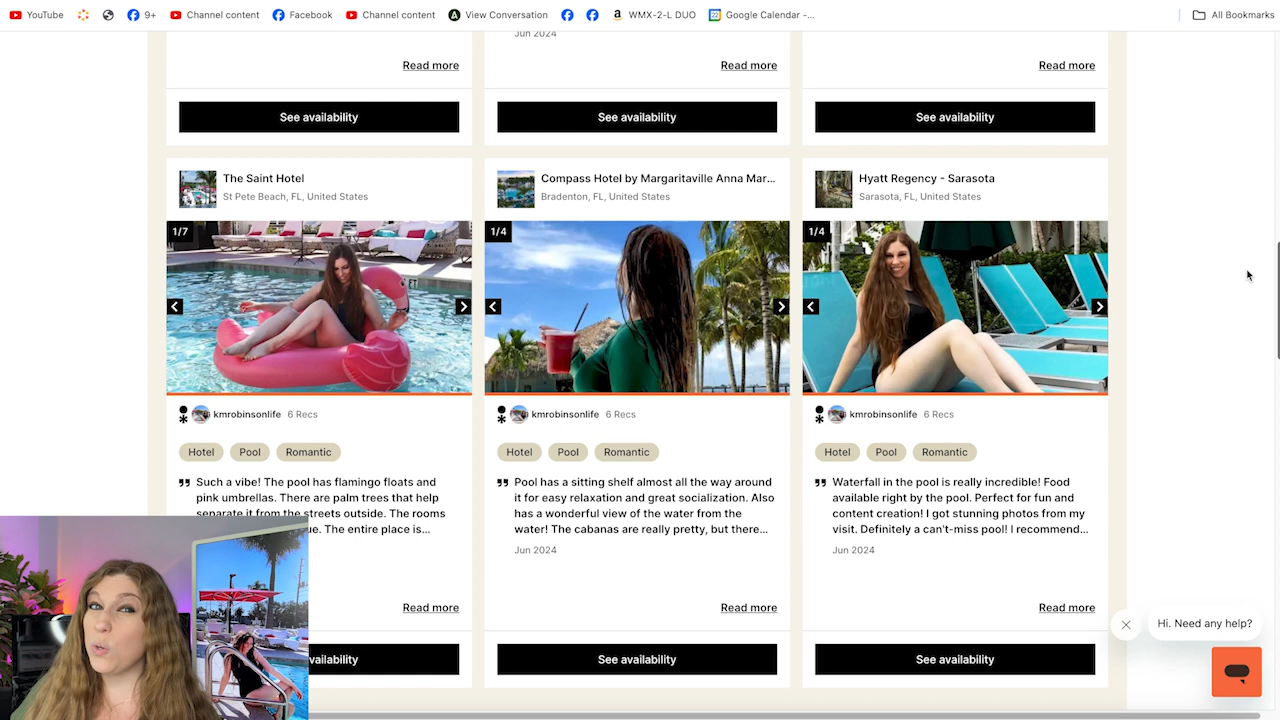 YouTube
9+
Channel content
Facebook
Channel content
View Conversation
WMX-2-L DUO
Google Calendar -...
All Bookmarks
Jun 2024
Read more
Read more
Read more
See availability
See availability
See availability
The Saint Hotel
St Pete Beach, FL, United States
Compass Hotel by Margaritaville Anna Mar...
Bradenton, FL, United States
Hyatt Regency - Sarasota
Sarasota, FL, United States
1/7
1/4
1/4
kmrobinsonlife 6 Recs
kmrobinsonlife 6 Recs
kmrobinsonlife 6 Recs
Hotel
Pool
Romantic
Hotel
Pool
Romantic
Hotel
Pool
Romantic
Such a vibe! The pool has flamingo floats and
pink umbrellas. There are palm trees that help
separate it from the streets outside. The rooms
The entire place is...
Pool has a sitting shelf almost all the way around
it for easy relaxation and great socialization. Also
has a wonderful view of the water from the
water! The cabanas are really pretty, but there...
Jun 2024
Waterfall in the pool is really incredible! Food
available right by the pool. Perfect for fun and
content creation! I got stunning photos from my
visit. Definitely a can't-miss pool! I recommend...
Jun 2024
Read more
Read more
Read more
vailability
See availability
See availability
Hi. Need any help?